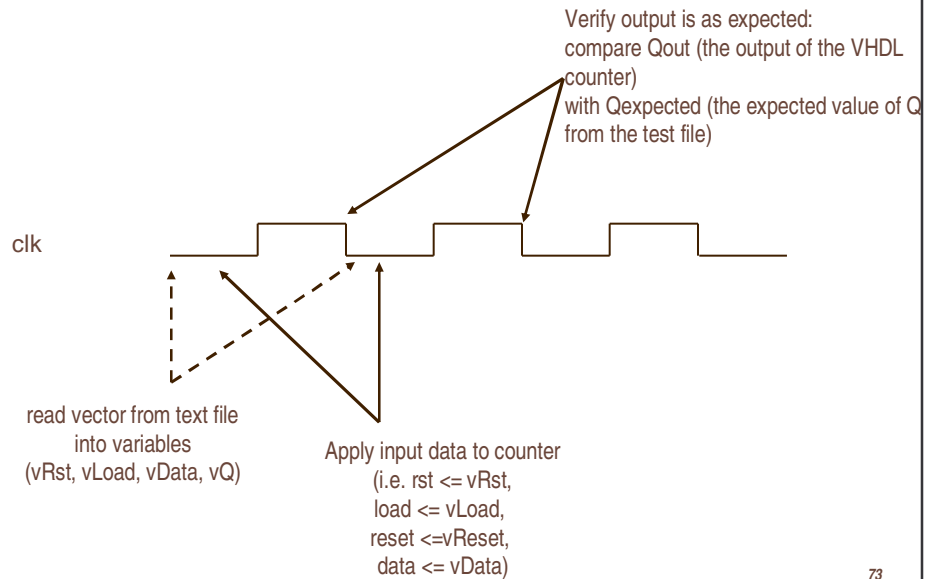 Verify output is as expected:
compare Qout (the output of the VHDL
counter)
with Qexpected (the expected value of Q
from the test file)
clk
read vector from text file
into variables
(vRst, vLoad, vData, vQ)
Apply input data to counter
(i.e. rst <= vRst,
load <= vLoad,
reset <=vReset,
data <= vData)
73